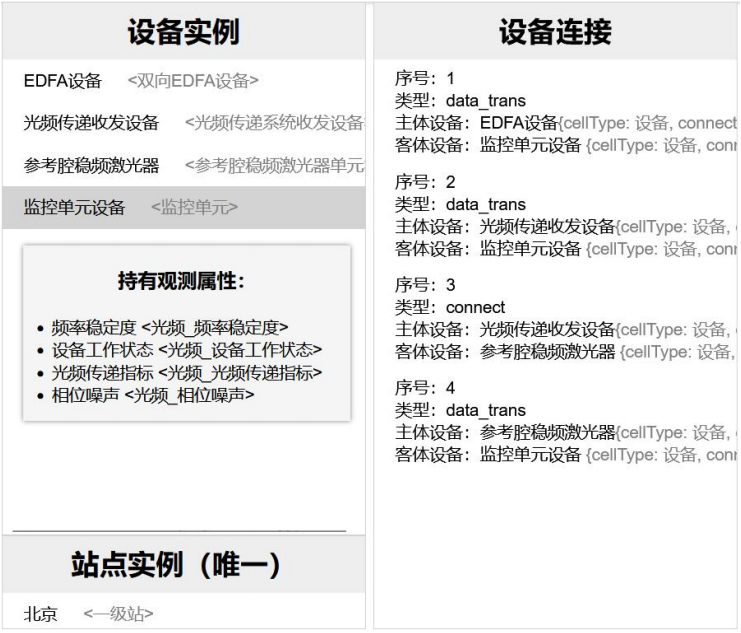 设备实例
EDFA设备 <双向EDFA设备>
光频传递收发设备 <光频传递系统收发设备
参考腔稳频激光器 <参考腔稳频激光器单元
监控单元设备 <监控单元>
持有观测属性：
• 频率稳定度 <光频_频率稳定度>
• 设备工作状态 <光频_设备工作状态>
• 光频传递指标 <光频_光频传递指标>
• 相位噪声 <光频_相位噪声>
站点实例（唯一）
北京 <一级站>
设备连接
序号：1
类型：data_trans
主体设备：EDFA设备{cellType: 设备, connect
客体设备：监控单元设备 {cellType: 设备, conn
序号：2
类型：data_trans
主体设备：光频传递收发设备{cellType: 设备,
客体设备：监控单元设备 {cellType: 设备, conn
序号：3
类型：connect
主体设备：光频传递收发设备{cellType: 设备,
客体设备：参考腔稳频激光器 {cellType: 设备,
序号：4
类型：data_trans
主体设备：参考腔稳频激光器{cellType: 设备,
客体设备：监控单元设备 {cellType: 设备, conn